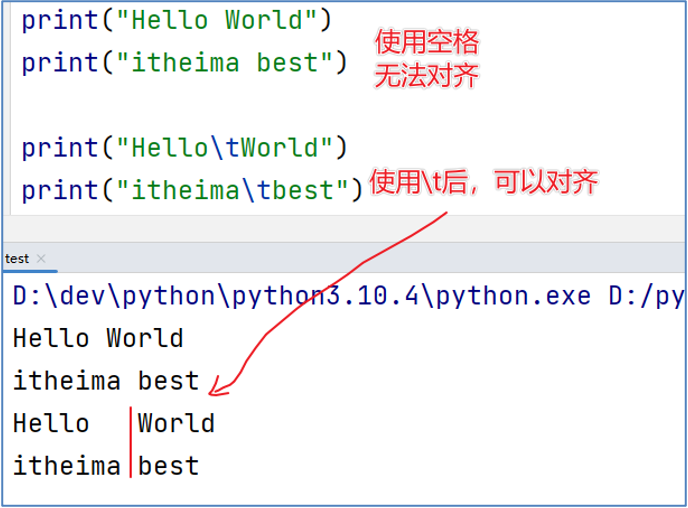 print("Hello World")
print("itheima best")
使用空格
无法对齐
print("Hello\tWorld")
print("itheima\tbest")
使用\t后，可以对齐
test ×
D:\dev\python\python3.10.4\python.exe D:/py
Hello World
itheima best
Hello   World
itheima best